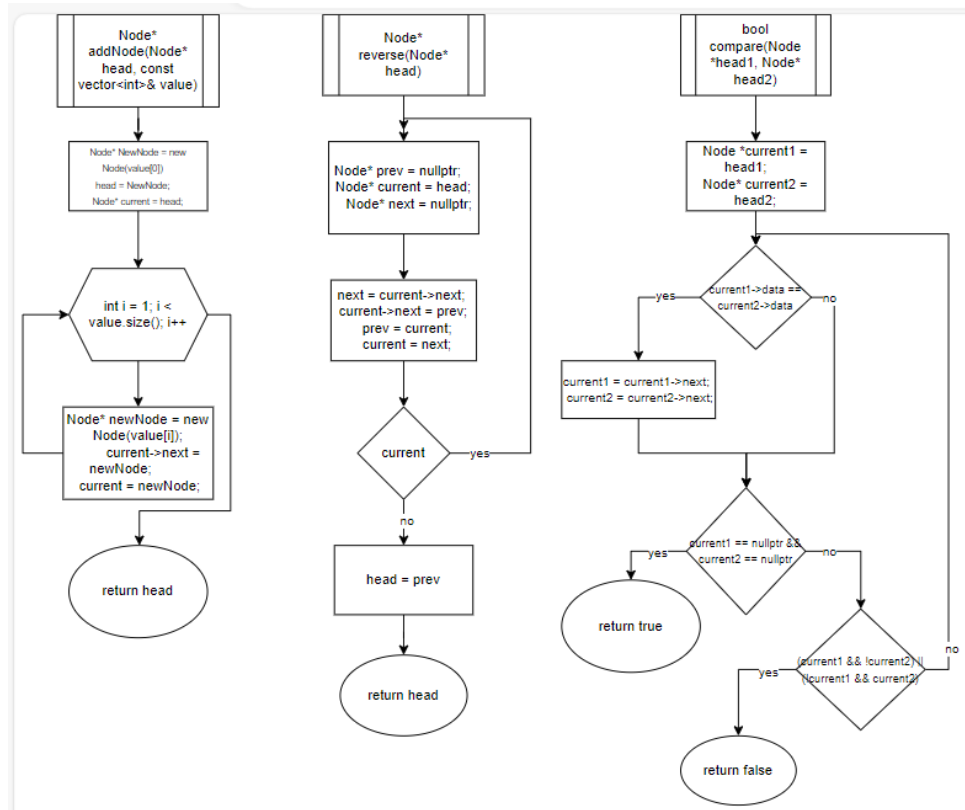 Node*
addNode(Node*
head, const
vector<int>& value)
Node* NewNode = new
Node(value[0])
head = NewNode;
Node* current = head;
int i = 1; i <
value.size(); i++
Node* newNode = new
Node(value[i]);
current->next =
newNode;
current = newNode;
return head
Node*
reverse(Node*
head)
Node* prev = nullptr;
Node* current = head;
Node* next = nullptr;
next = current->next;
current->next = prev;
prev = current;
current = next;
current
yes
no
head = prev
return head
bool
compare(Node
*head1, Node*
head2)
Node *current1 =
head1;
Node* current2 =
head2;
current1->data ==
current2->data
yes
no
current1 = current1->next;
current2 = current2->next;
current1 == nullptr &&
current2 == nullptr
yes
no
return true
(current1 && !current2) ||
(!current1 && current2)
yes
no
return false